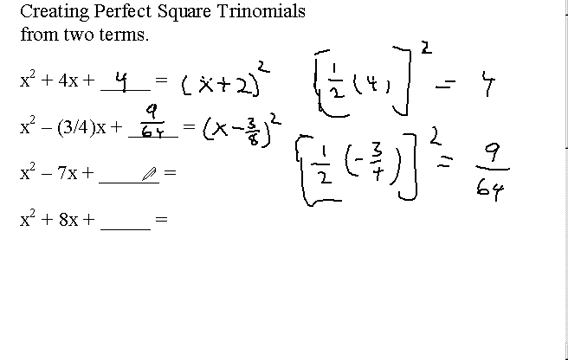 Creating Perfect Square Trinomials
from two terms.
x² + 4x + 4 = (x+2)² [1/2 (4)]² = 4
x² – (3/4)x + 9/64 = (x-3/8)² [1/2 (-3/4)]² = 9/64
x² – 7x + ______ =
x² + 8x + _____ =